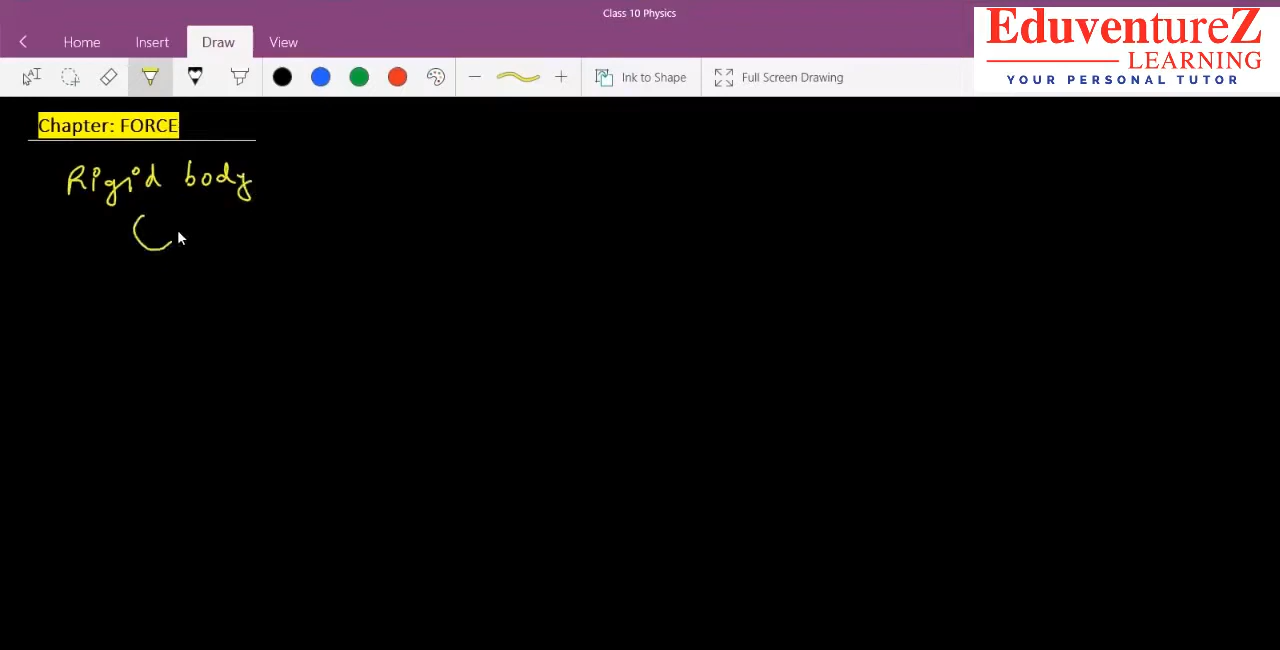 Class 10 Physics
EduventureZ
LEARNING
YOUR PERSONAL TUTOR
Home Insert Draw View
Ink to Shape Full Screen Drawing
Chapter: FORCE
Rigid body